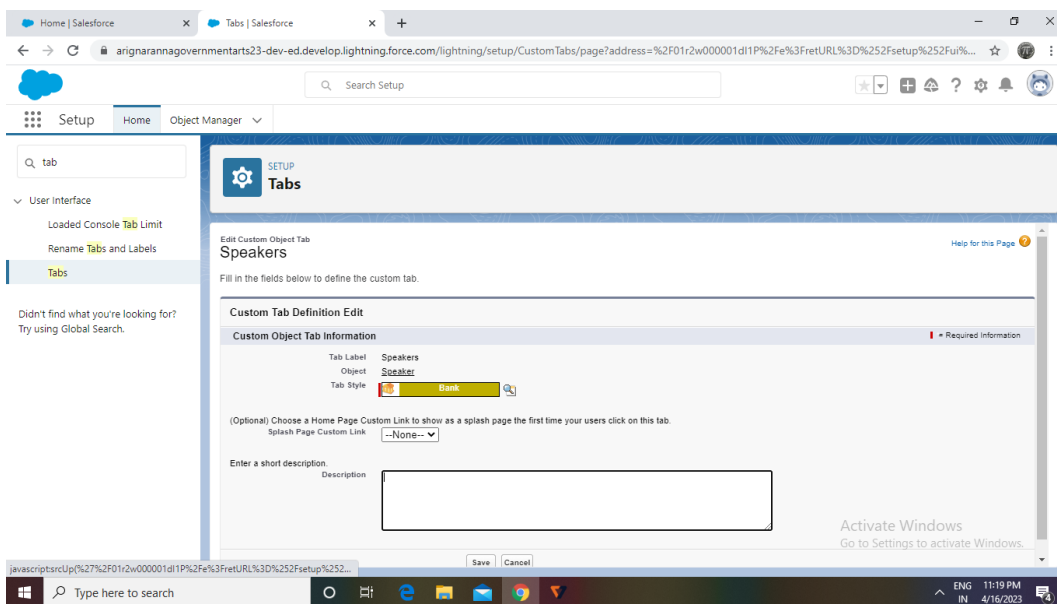 Home | Salesforce
Tabs | Salesforce
arignarannagovernmentarts23-dev-ed.develop.lightning.force.com/lightning/setup/CustomTabs/page?address=%2F01r2w000001dI1P%2Fe%3FretURL%3D%252Fsetup%252Fui%...
Search Setup
Setup
Home
Object Manager
tab
User Interface
Loaded Console Tab Limit
Rename Tabs and Labels
Tabs
Didn't find what you're looking for?
Try using Global Search.
SETUP
Tabs
Edit Custom Object Tab
Speakers
Help for this Page
Fill in the fields below to define the custom tab.
Custom Tab Definition Edit
Custom Object Tab Information
= Required Information
Tab Label Speakers
Object Speaker
Tab Style Bank
(Optional) Choose a Home Page Custom Link to show as a splash page the first time your users click on this tab.
Splash Page Custom Link --None--
Enter a short description.
Description
Activate Windows
Go to Settings to activate Windows.
Save Cancel
javascript:srcUp(%27%2F01r2w000001dI1P%2Fe%3FretURL%3D%252Fsetup%252...
Type here to search
ENG 11:19 PM
IN 4/16/2023